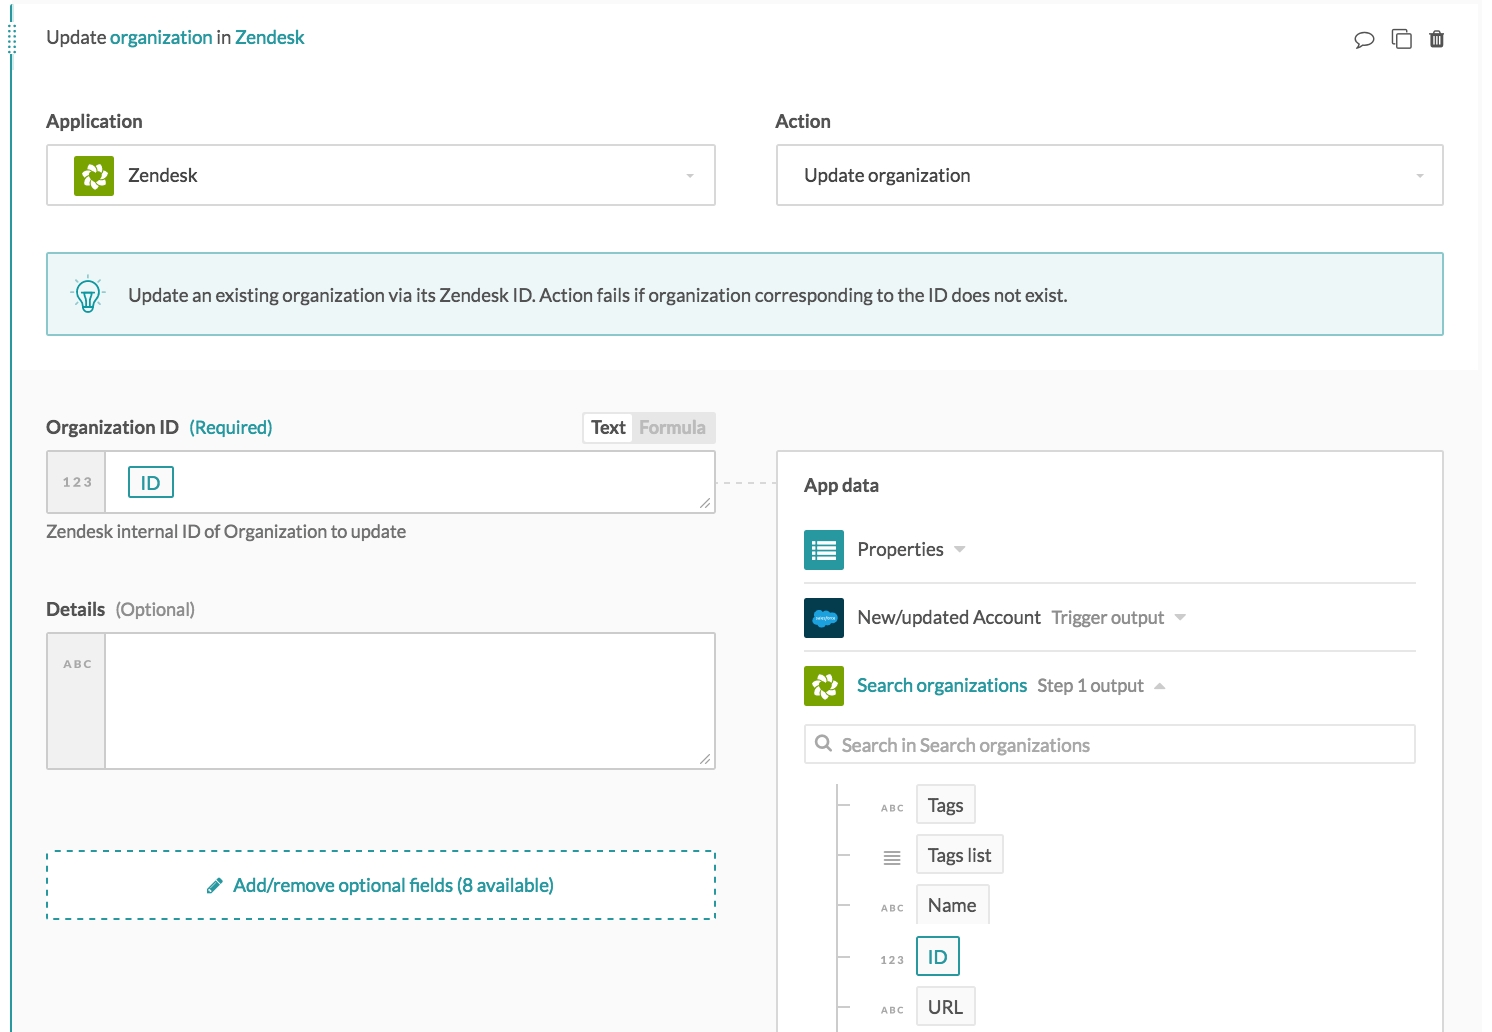 Update organization in Zendesk
Application
Action
Zendesk
Update organization
Update an existing organization via its Zendesk ID. Action fails if organization corresponding to the ID does not exist.
Organization ID (Required)
Text Formula
123 ID
Zendesk internal ID of Organization to update
Details (Optional)
ABC
Add/remove optional fields (8 available)
App data
Properties
New/updated Account Trigger output
Search organizations Step 1 output
Search in Search organizations
ABC Tags
Tags list
ABC Name
123 ID
ABC URL